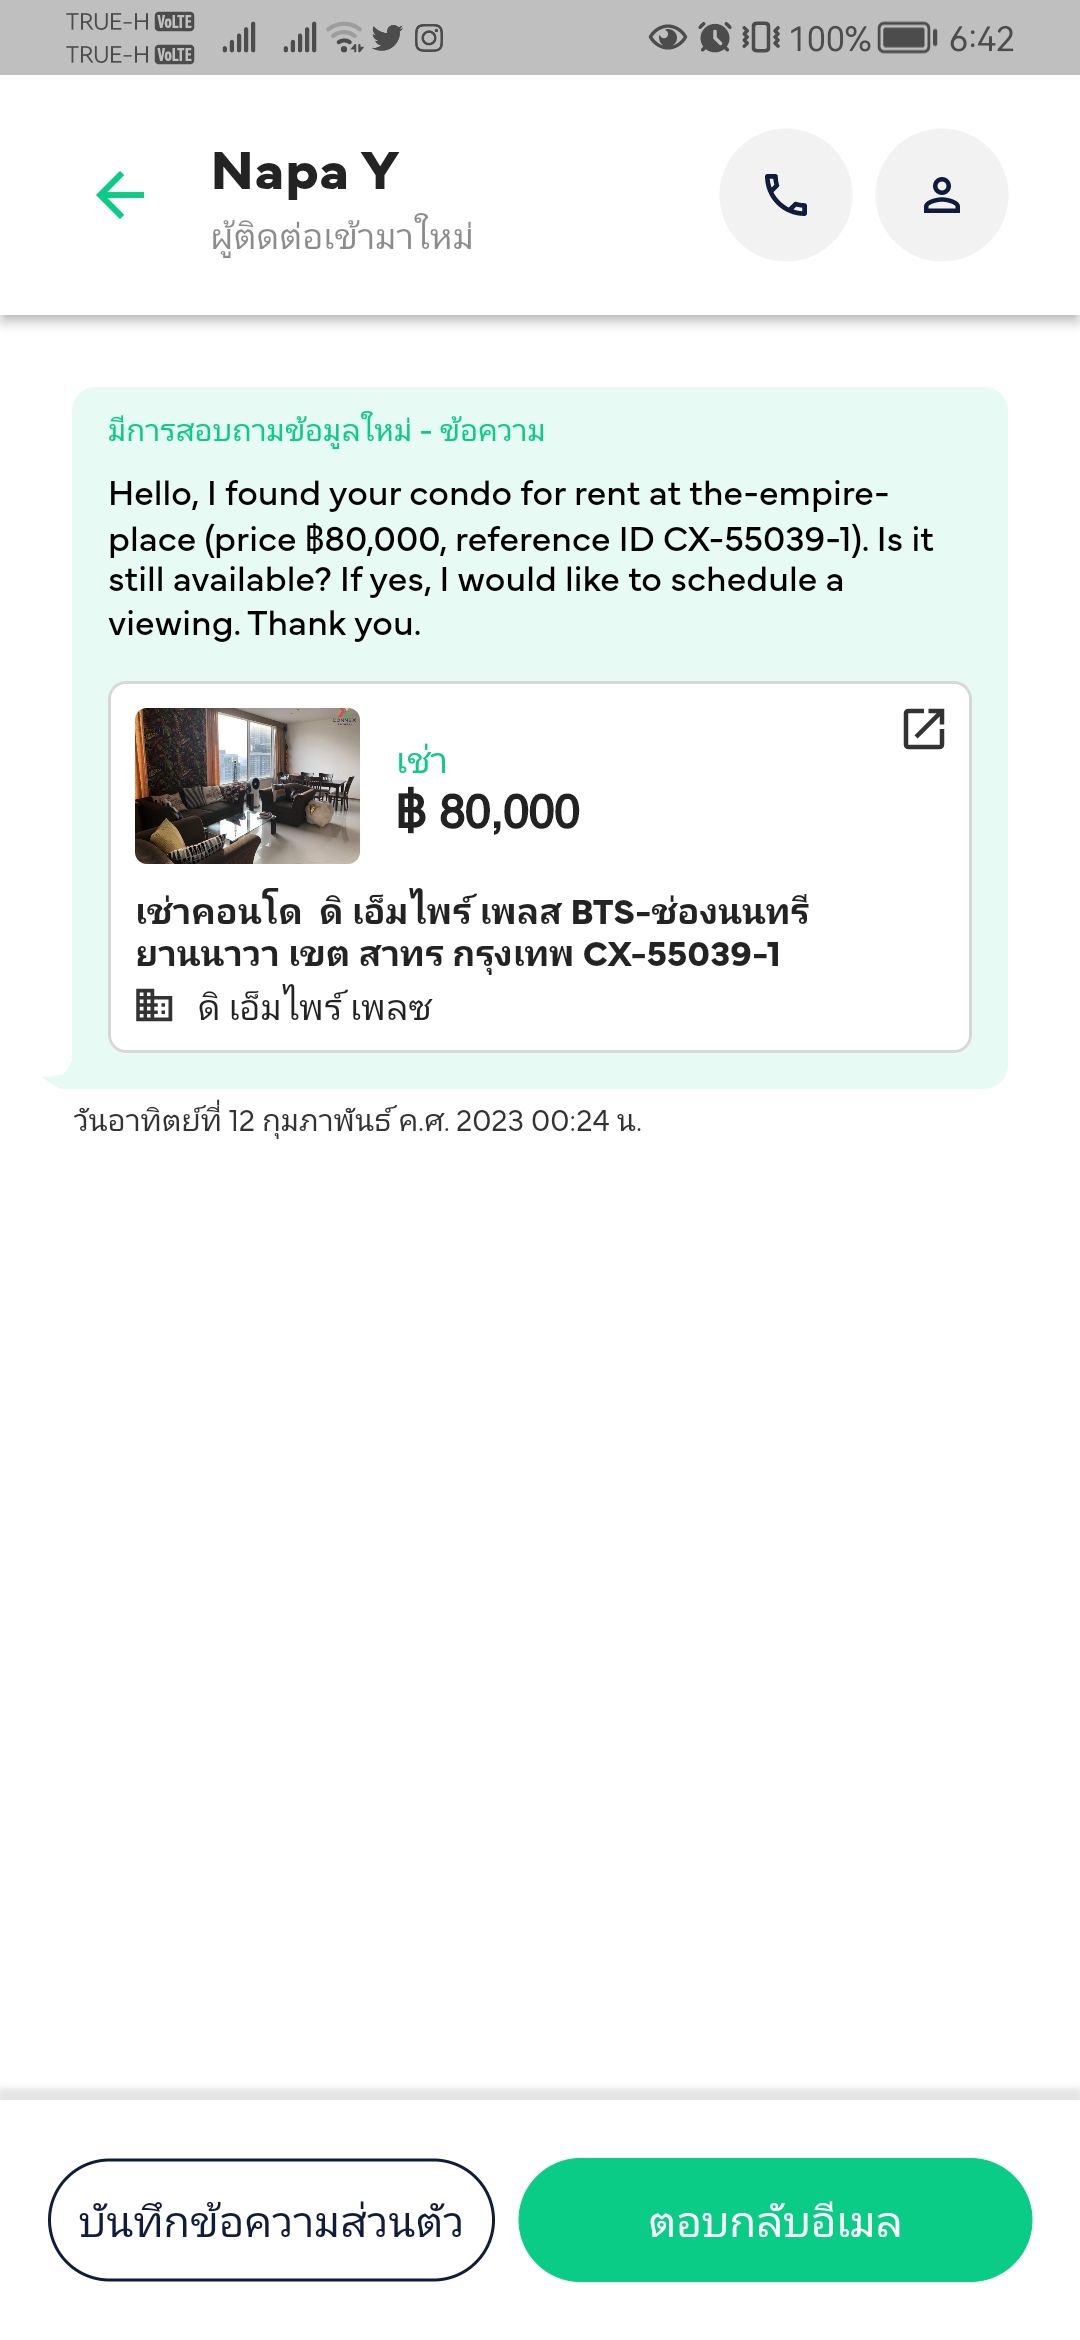 TRUE-H VoLTE
TRUE-H VoLTE
100% 6:42
Napa Y
ผู้ติดต่อเข้ามาใหม่
มีการสอบถามข้อมูลใหม่ - ข้อความ
Hello, I found your condo for rent at the-empire-
place (price ฿80,000, reference ID CX-55039-1). Is it
still available? If yes, I would like to schedule a
viewing. Thank you.
เช่า
฿ 80,000
เช่าคอนโด ดิ เอ็มไพร์ เพลส BTS-ช่องนนทรี
ยานนาวา เขต สาทร กรุงเทพ CX-55039-1
ดิ เอ็มไพร์ เพลซ
วันอาทิตย์ที่ 12 กุมภาพันธ์ ค.ศ. 2023 00:24 น.
บันทึกข้อความส่วนตัว
ตอบกลับอีเมล